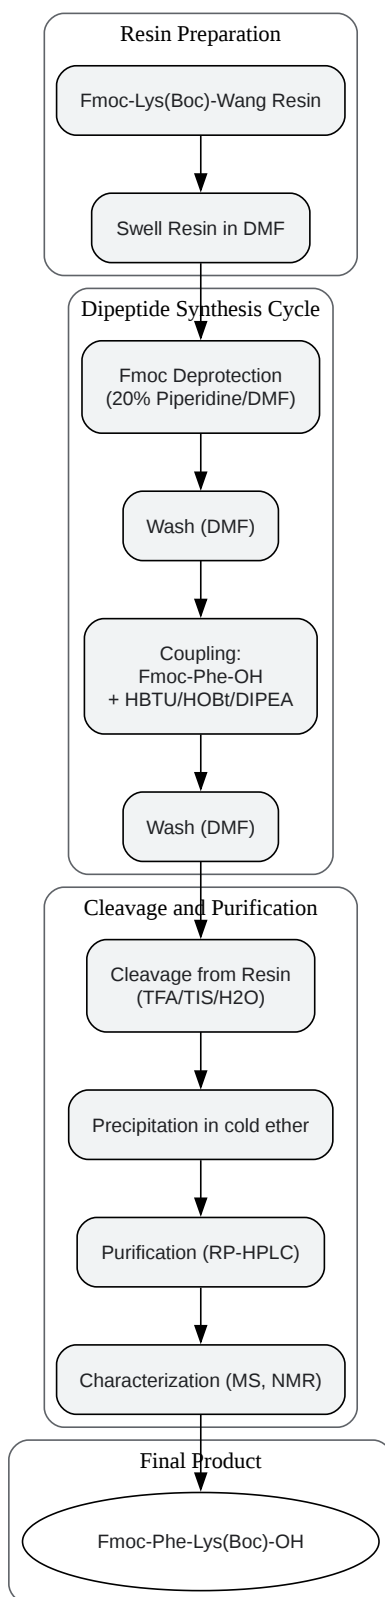 Resin Preparation
Fmoc-Lys(Boc)-Wang Resin
Swell Resin in DMF
Dipeptide Synthesis Cycle
Fmoc Deprotection
(20% Piperidine/DMF)
Wash (DMF)
Coupling:
Fmoc-Phe-OH
+ HBTU/HOBt/DIPEA
Wash (DMF)
Cleavage and Purification
Cleavage from Resin
(TFA/TIS/H2O)
Precipitation in cold ether
Purification (RP-HPLC)
Characterization (MS, NMR)
Final Product
Fmoc-Phe-Lys(Boc)-OH